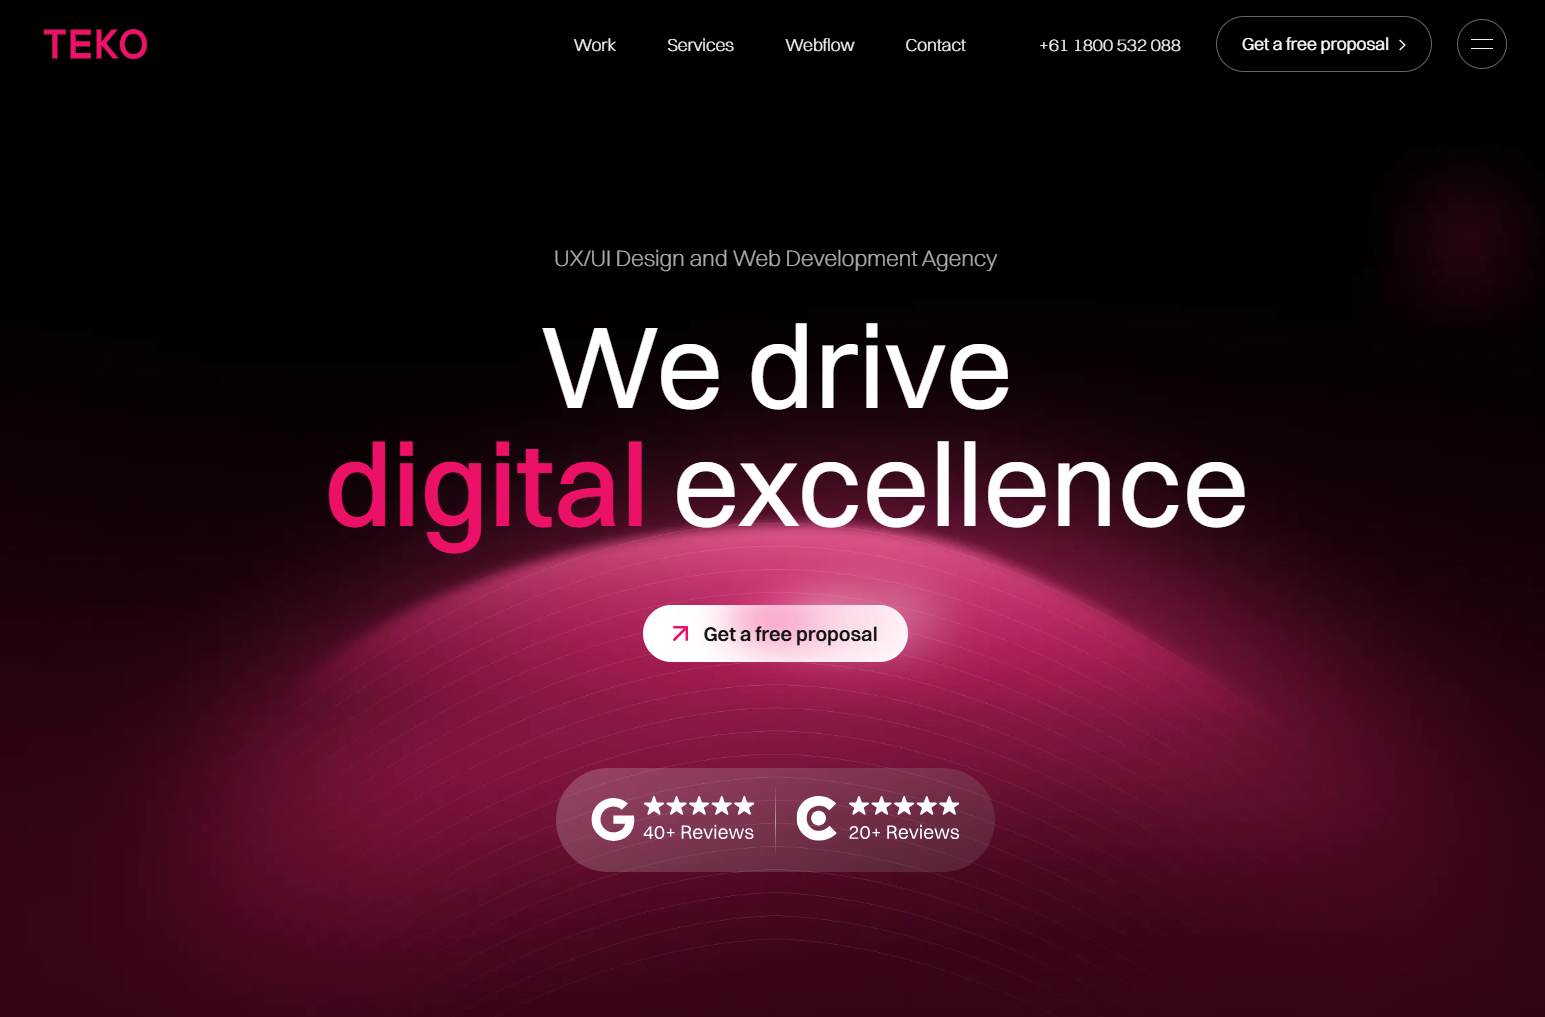 TEKO
Work
Services
Webflow
Contact
+61 1800 532 088
Get a free proposal
UX/UI Design and Web Development Agency
We drive
digital excellence
Get a free proposal
40+ Reviews
20+ Reviews